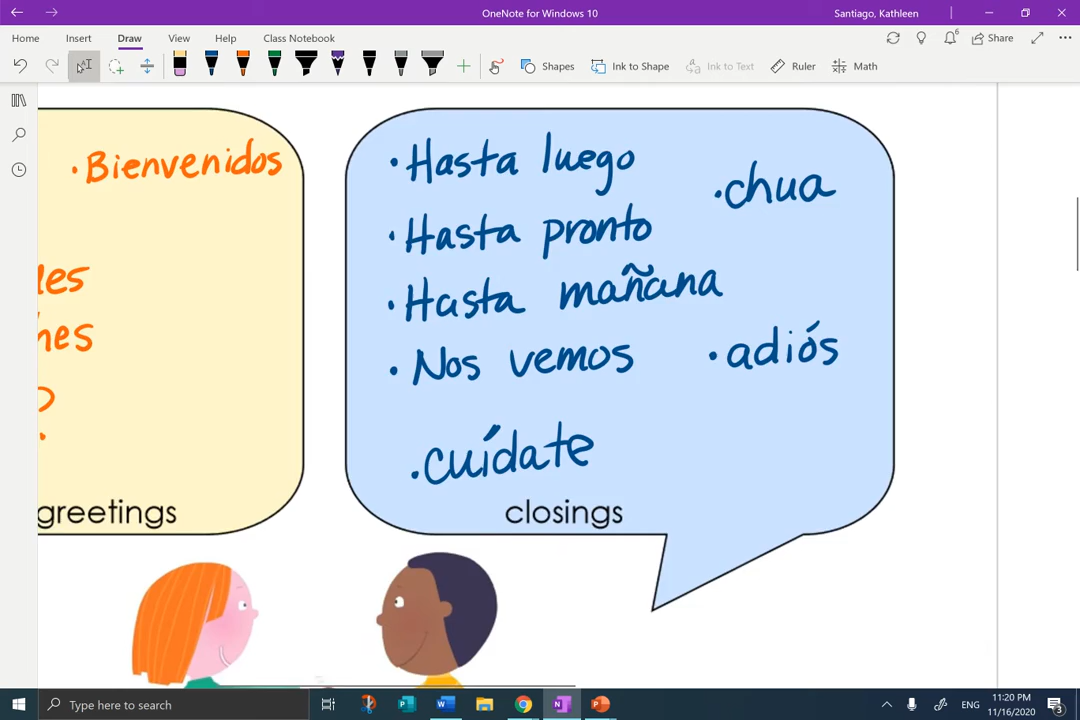 OneNote for Windows 10
Santiago, Kathleen
Home Insert Draw View Help Class Notebook
6
Share
Shapes
Ink to Shape
Ink to Text
Ruler
Math
• Bienvenidos
greetings
• Hasta luego
• Hasta pronto
• Hasta mañana
• Nos vemos
• cuídate
• chua
• adiós
closings
Type here to search
ENG
11:20 PM
11/16/2020
3